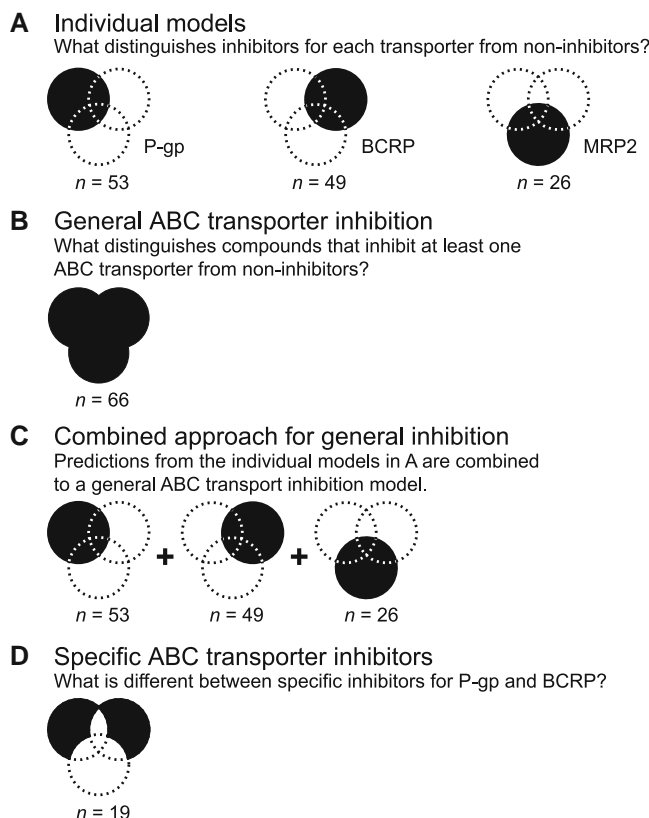 A Individual models
What distinguishes inhibitors for each transporter from non-inhibitors?
P-gp
BCRP
MRP2
n = 53
n = 49
n = 26
B General ABC transporter inhibition
What distinguishes compounds that inhibit at least one
ABC transporter from non-inhibitors?
n = 66
C Combined approach for general inhibition
Predictions from the individual models in A are combined
to a general ABC transport inhibition model.
+ +
n = 53
n = 49
n = 26
D Specific ABC transporter inhibitors
What is different between specific inhibitors for P-gp and BCRP?
n = 19